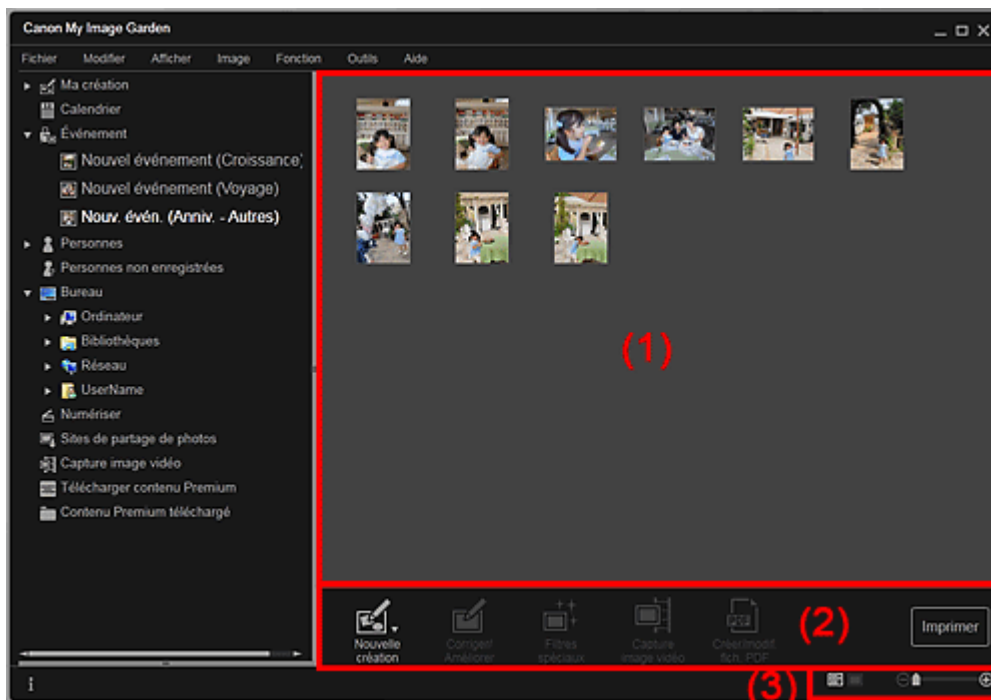 Canon My Image Garden
Fichier Modifier Afficher Image Fonction Outils Aide
Ma création
Calendrier
Événement
Nouvel événement (Croissance)
Nouvel événement (Voyage)
Nouv. évén. (Anniv. - Autres)
Personnes
Personnes non enregistrées
Bureau
Ordinateur
Bibliothèques
Réseau
UserName
Numériser
Sites de partage de photos
Capture image vidéo
Télécharger contenu Premium
Contenu Premium téléchargé
(1)
Nouvelle création
Corriger/ Améliorer
Filtres spéciaux
Capture image vidéo
PDF
Créer/modif fich. PDF
(2)
Imprimer
(3)